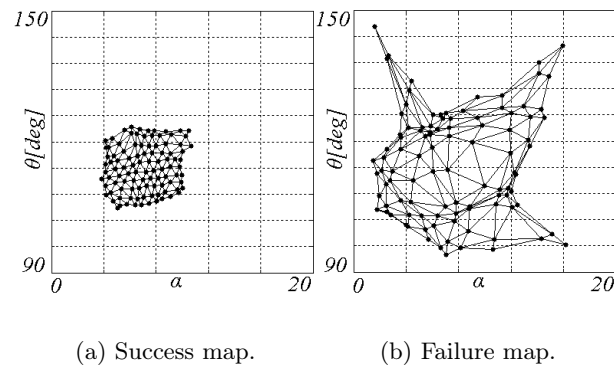 150
θ[deg]
90
0
α
20
150
θ[deg]
90
0
α
20
(a) Success map.
(b) Failure map.